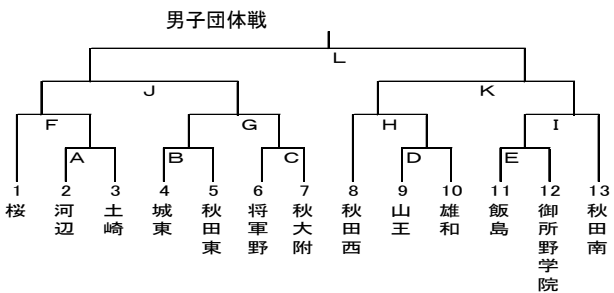 男子団体戦
L
J K
F G H I
A B C D E
1 2 3 4 5 6 7 8 9 10 11 12 13
桜
河辺
土崎
城東
秋田東
将軍野
秋大附
秋田西
山王
雄和
飯島
御所野学院
秋田南